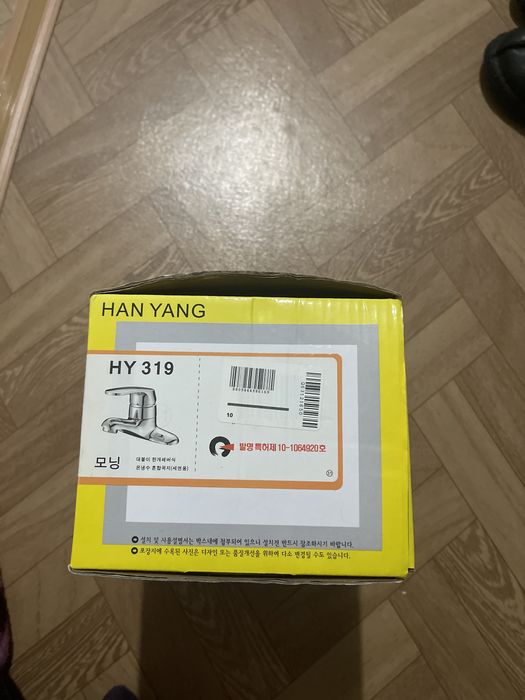 HAN YANG
HY 319
모닝
대붙이 한개레버식
온냉수 혼합꼭지(세면용)
10
발명 특허제 10-1064920호
설치 및 사용설명서는 박스내에 첨부되어 있으니 설치전 반드시 참조하시기 바랍니다.
포장지에 수록된 사진은 디자인 또는 품질개선을 위하여 다소 변경될 수도 있습니다.